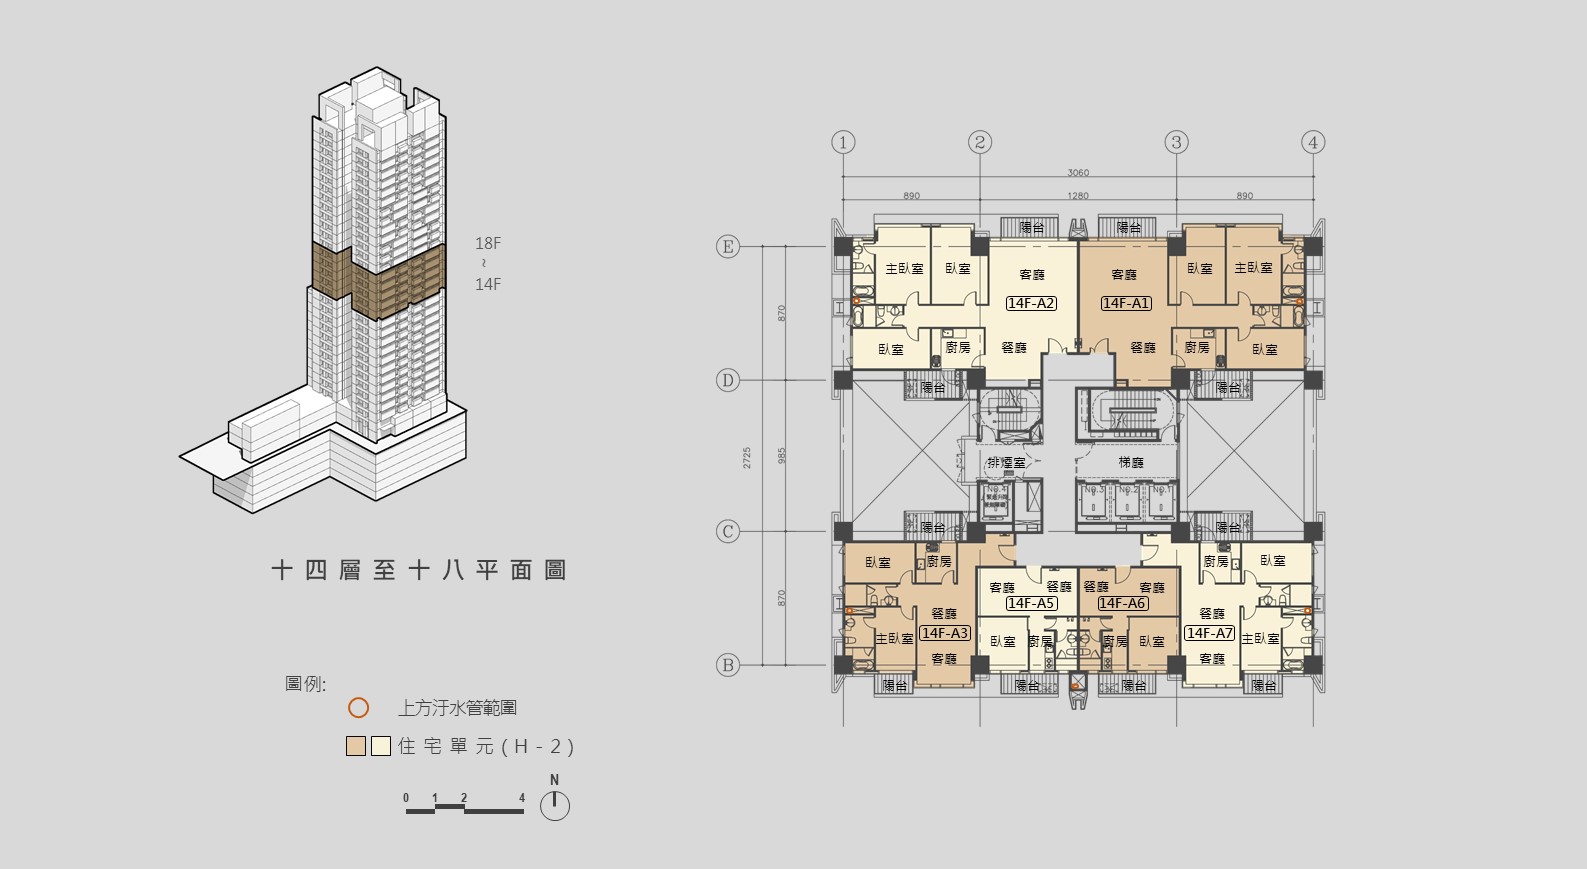 18F
~
14F
十四層至十八平面圖
圖例:
上方汙水管範圍
住宅單元(H-2)
0 1 2 4
N
1 2 3 4
3060
890 1280 890
陽台 陽台
E
主臥室 臥室 客廳 客廳 臥室 主臥室
14F-A2 14F-A1
870
臥室 廚房 餐廳 餐廳 廚房 臥室
D
陽台 陽台
2725 985
排煙室 梯廳
NO.4 NO.3 NO.2 NO.1
陽台 陽台
C
臥室 廚房 廚房 臥室
客廳 餐廳 餐廳 客廳
14F-A5 14F-A6
870
餐廳 餐廳
14F-A3 14F-A7
主臥室 臥室 廚房 廚房 臥室 主臥室
客廳 客廳
B
陽台 陽台 陽台 陽台